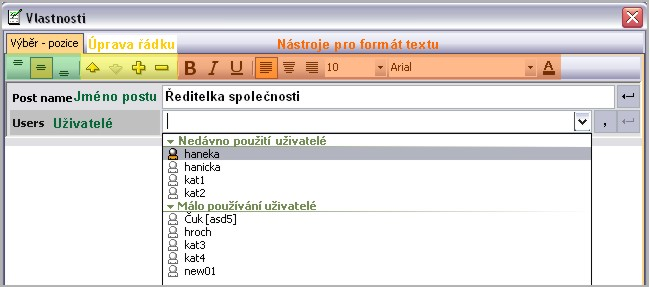 Vlastnosti
Výběr - pozice Úprava řádku Nástroje pro formát textu
B I U 10 Arial A
Post name Jméno postu Ředitelka společnosti
Users Uživatelé ,
Nedávno použití uživatelé
haneka
hanicka
kat1
kat2
Málo používání uživatelé
Čuk [asd5]
hroch
kat3
kat4
new01